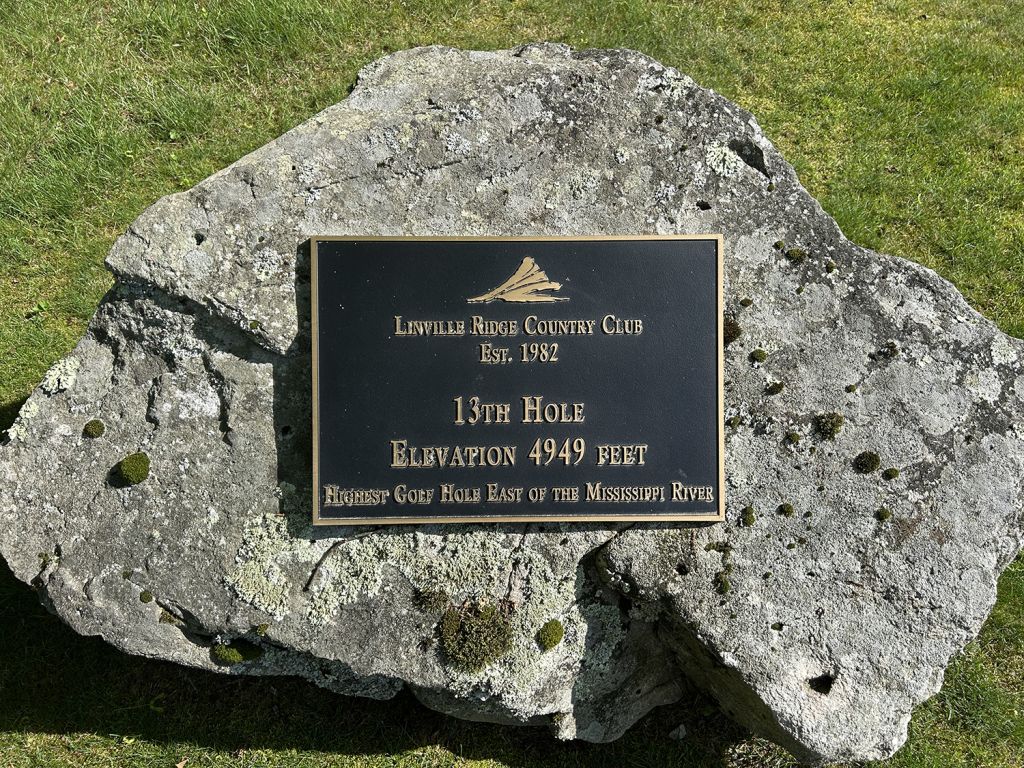 Linville Ridge Country Club
Est. 1982
13th Hole
Elevation 4949 feet
Highest Golf Hole East of the Mississippi River